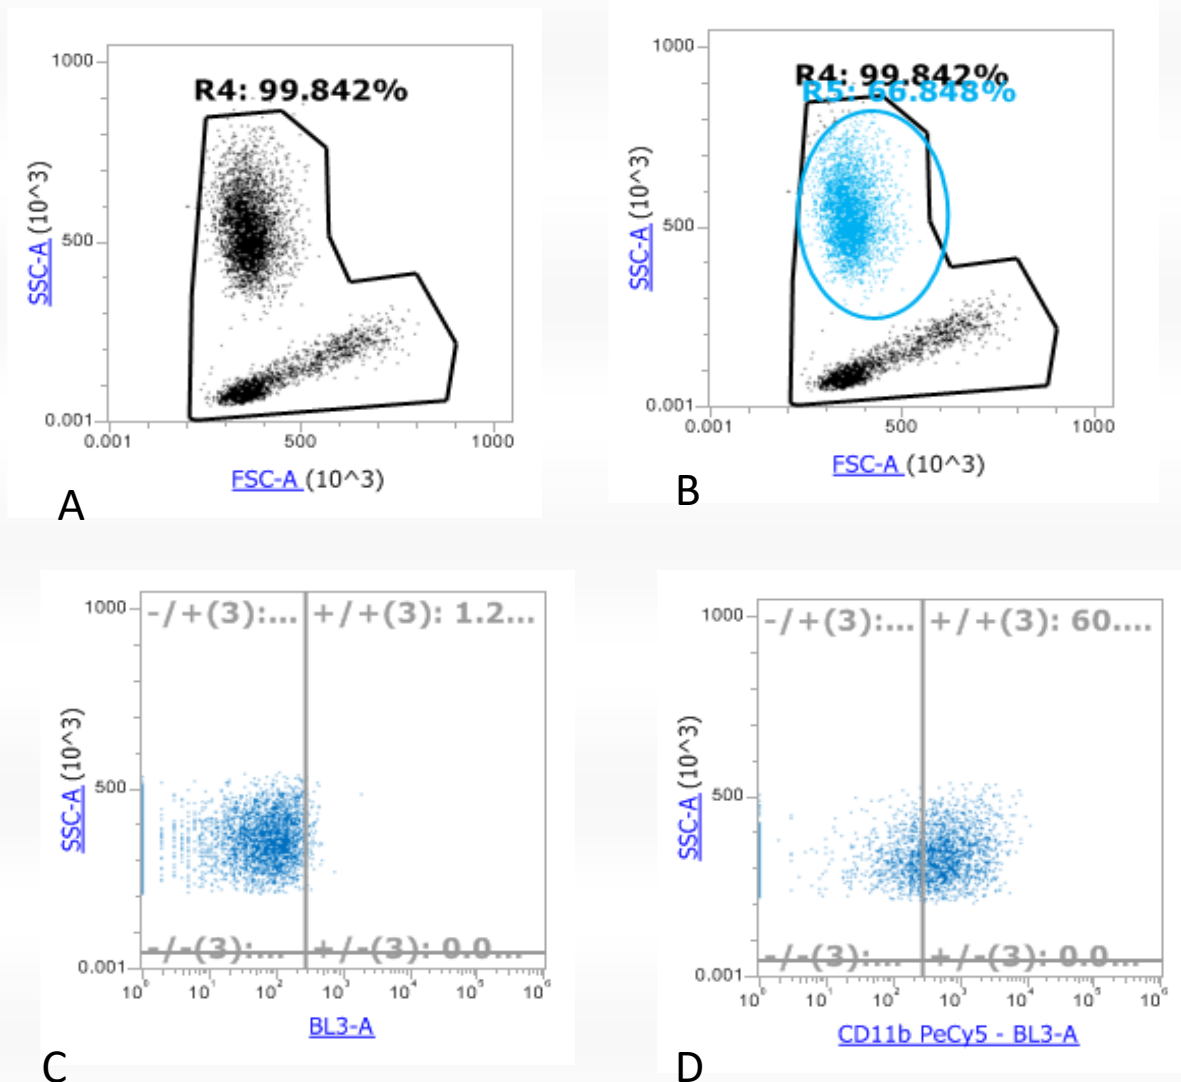 1000
R4: 99.842%
500
0.001
SSC-A (10^3)
0.001
500
1000
FSC-A (10^3)
A
1000
R4: 99.842%
R5: 66.848%
500
0.001
SSC-A (10^3)
0.001
500
1000
FSC-A (10^3)
B
1000
-/+(3):...
+/+(3): 1.2...
500
-/-(3):...
+/-(3): 0.0...
0.001
SSC-A (10^3)
10^0
10^1
10^2
10^3
10^4
10^5
10^6
BL3-A
C
1000
-/+(3):...
+/+(3): 60....
500
-/-(3):...
+/-(3): 0.0...
0.001
SSC-A (10^3)
10^0
10^1
10^2
10^3
10^4
10^5
10^6
CD11b PeCy5 - BL3-A
D